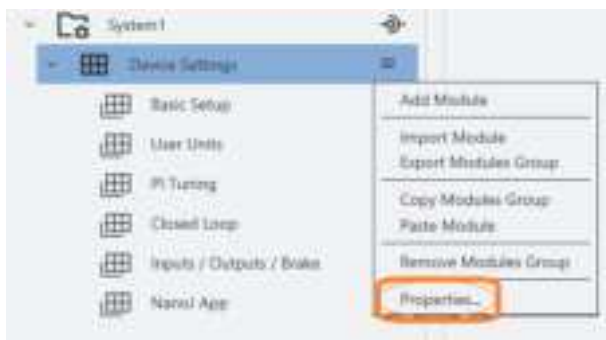 System1
Device Settings
Basic Setup
User Units
PI Tuning
Closed Loop
Inputs / Outputs / Brake
NanoJ App
Add Module
Import Module
Export Modules Group
Copy Modules Group
Paste Module
Remove Modules Group
Properties...